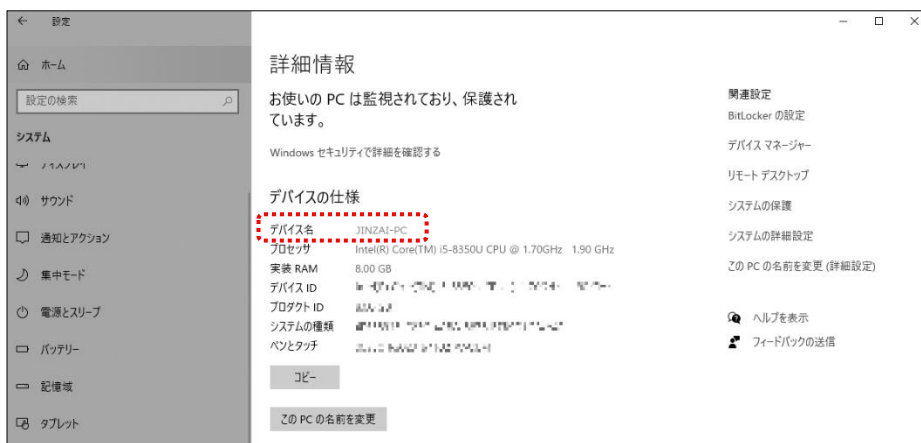 設定
ホーム
設定の検索
システム
ディスプレイ
サウンド
通知とアクション
集中モード
電源とスリープ
バッテリー
記憶域
タブレット
詳細情報
お使いの PC は監視されており、保護され
ています。
Windows セキュリティで詳細を確認する
デバイスの仕様
デバイス名 JINZAI-PC
プロセッサ Intel(R) Core(TM) i5-8350U CPU @ 1.70GHz 1.90 GHz
実装 RAM 8.00 GB
デバイス ID
プロダクト ID
システムの種類
ペンとタッチ
コピー
この PC の名前を変更
関連設定
BitLocker の設定
デバイス マネージャー
リモート デスクトップ
システムの保護
システムの詳細設定
この PC の名前を変更 (詳細設定)
ヘルプを表示
フィードバックの送信